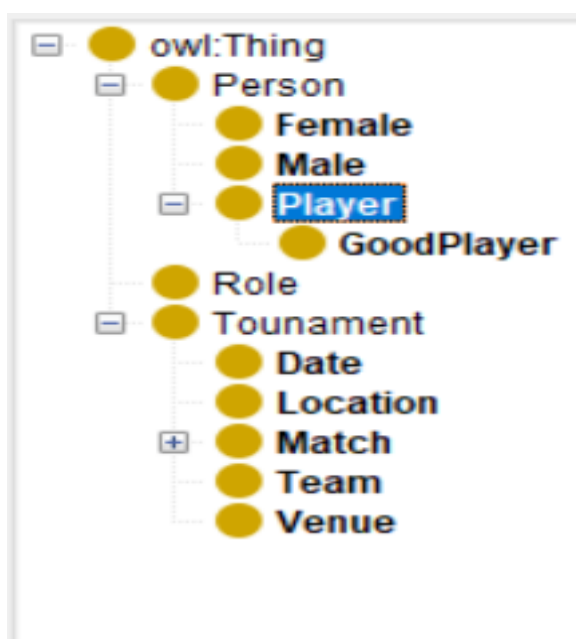 owl:Thing
Person
Female
Male
Player
GoodPlayer
Role
Tounament
Date
Location
Match
Team
Venue